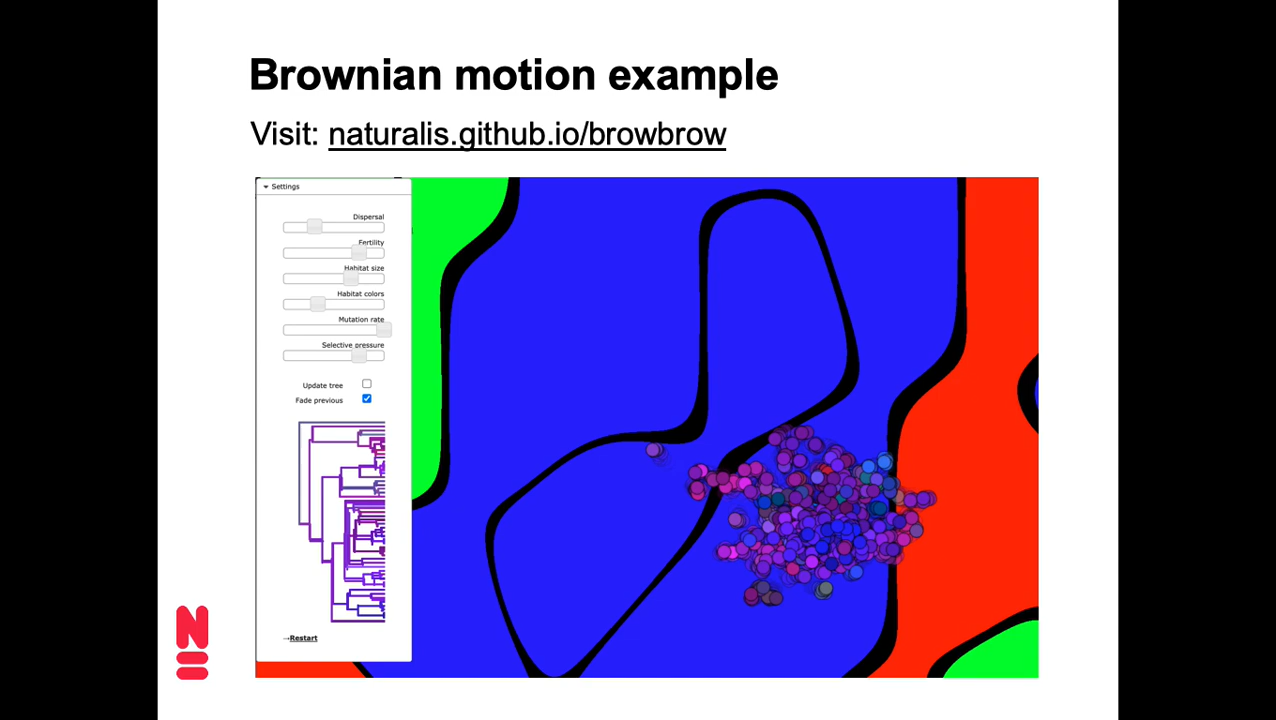 Brownian motion example
Visit: naturalis.github.io/browbrow
Settings
Dispersal
Fertility
Habitat size
Habitat colors
Mutation rate
Selective pressure
Update tree
Fade previous
→Restart